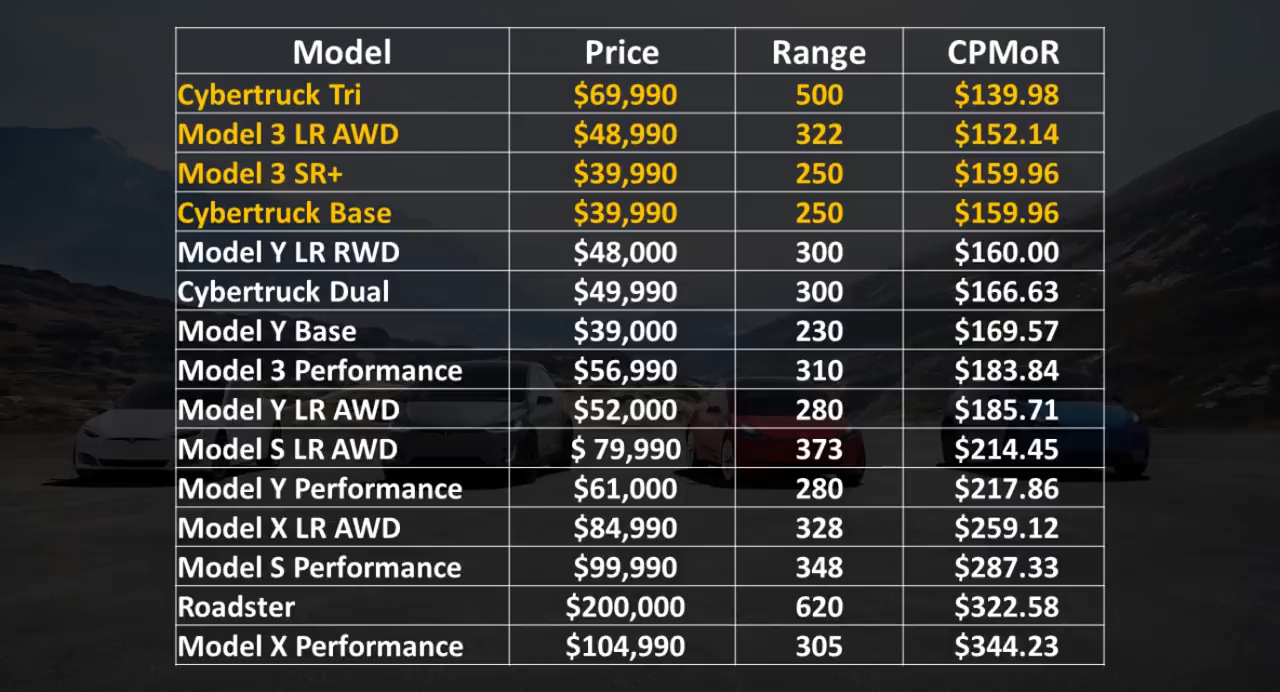 Model Price Range CPMoR
Cybertruck Tri $69,990 500 $139.98
Model 3 LR AWD $48,990 322 $152.14
Model 3 SR+ $39,990 250 $159.96
Cybertruck Base $39,990 250 $159.96
Model Y LR RWD $48,000 300 $160.00
Cybertruck Dual $49,990 300 $166.63
Model Y Base $39,000 230 $169.57
Model 3 Performance $56,990 310 $183.84
Model Y LR AWD $52,000 280 $185.71
Model S LR AWD $ 79,990 373 $214.45
Model Y Performance $61,000 280 $217.86
Model X LR AWD $84,990 328 $259.12
Model S Performance $99,990 348 $287.33
Roadster $200,000 620 $322.58
Model X Performance $104,990 305 $344.23